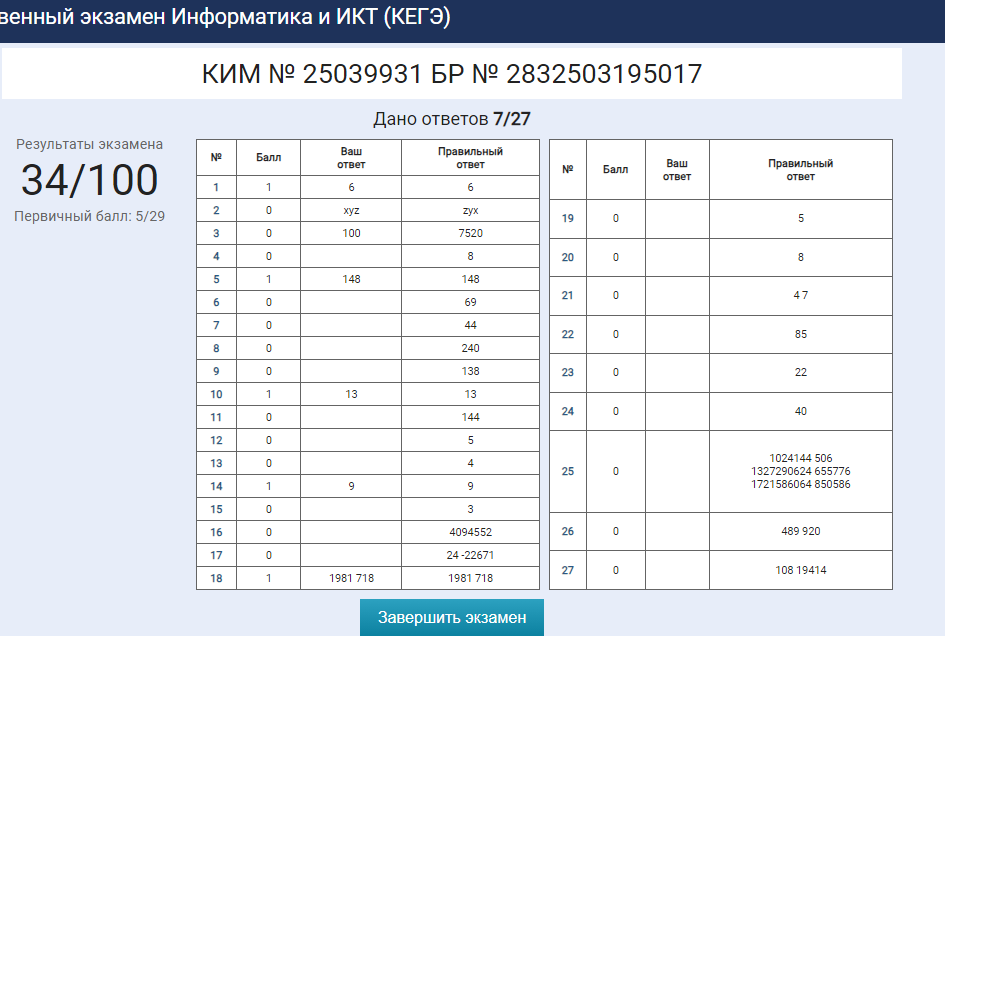 венный экзамен Информатика и ИКТ (КЕГЭ)
КИМ № 25039931 БР № 2832503195017
Дано ответов 7/27
Результаты экзамена
34/100
Первичный балл: 5/29
№ Балл Ваш ответ Правильный ответ
1 1 6 6
2 0 xyz zyx
3 0 100 7520
4 0 8
5 1 148 148
6 0 69
7 0 44
8 0 240
9 0 138
10 1 13 13
11 0 144
12 0 5
13 0 4
14 1 9 9
15 0 3
16 0 4094552
17 0 24 -22671
18 1 1981 718 1981 718
№ Балл Ваш ответ Правильный ответ
19 0 5
20 0 8
21 0 4 7
22 0 85
23 0 22
24 0 40
25 0 1024144 506
1327290624 655776
1721586064 850586
26 0 489 920
27 0 108 19414
Завершить экзамен